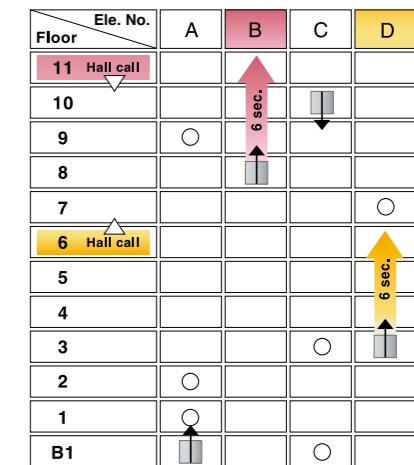 Ele. No.
Floor
A B C D
11 Hall call
10
9
8
6 sec.
7
6 Hall call
5
4
3
6 sec.
2
1
B1